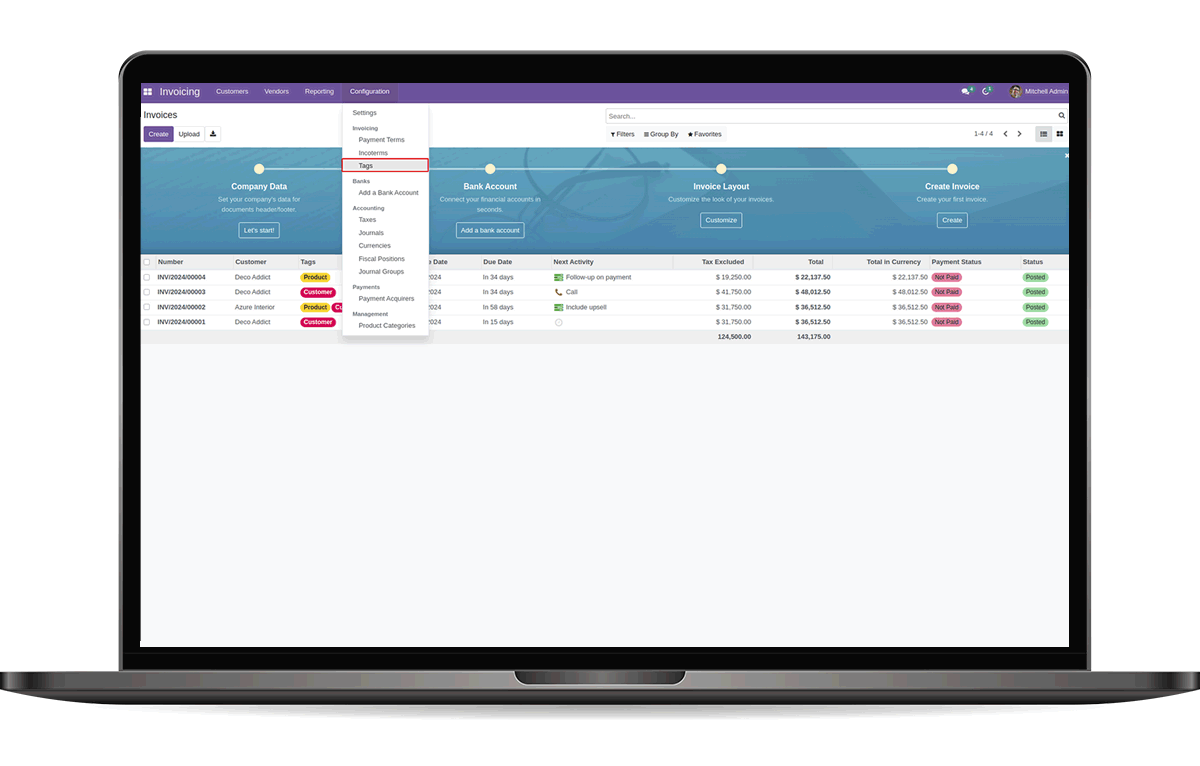 Invoicing Customers Vendors Reporting Configuration 4 1 Mitchell Admin
Invoices
Search...
Create Upload
Filters Group By Favorites 1-4 / 4
Settings
Invoicing
Payment Terms
Incoterms
Tags
Banks
Add a Bank Account
Accounting
Taxes
Journals
Currencies
Fiscal Positions
Journal Groups
Payments
Payment Acquirers
Management
Product Categories
Company Data
Set your company's data for
documents header/footer.
Let's start!
Bank Account
Connect your financial accounts in
seconds.
Add a bank account
Invoice Layout
Customize the look of your invoices.
Customize
Create Invoice
Create your first invoice.
Create
Number Customer Tags Date Due Date Next Activity Tax Excluded Total Total in Currency Payment Status Status
INV/2024/00004 Deco Addict Product 2024 In 34 days Follow-up on payment $ 19,250.00 $ 22,137.50 $ 22,137.50 Not Paid Posted
INV/2024/00003 Deco Addict Customer 2024 In 34 days Call $ 41,750.00 $ 48,012.50 $ 48,012.50 Not Paid Posted
INV/2024/00002 Azure Interior Product 2024 In 58 days Include upsell $ 31,750.00 $ 36,512.50 $ 36,512.50 Not Paid Posted
INV/2024/00001 Deco Addict Customer 2024 In 15 days $ 31,750.00 $ 36,512.50 $ 36,512.50 Not Paid Posted
124,500.00 143,175.00